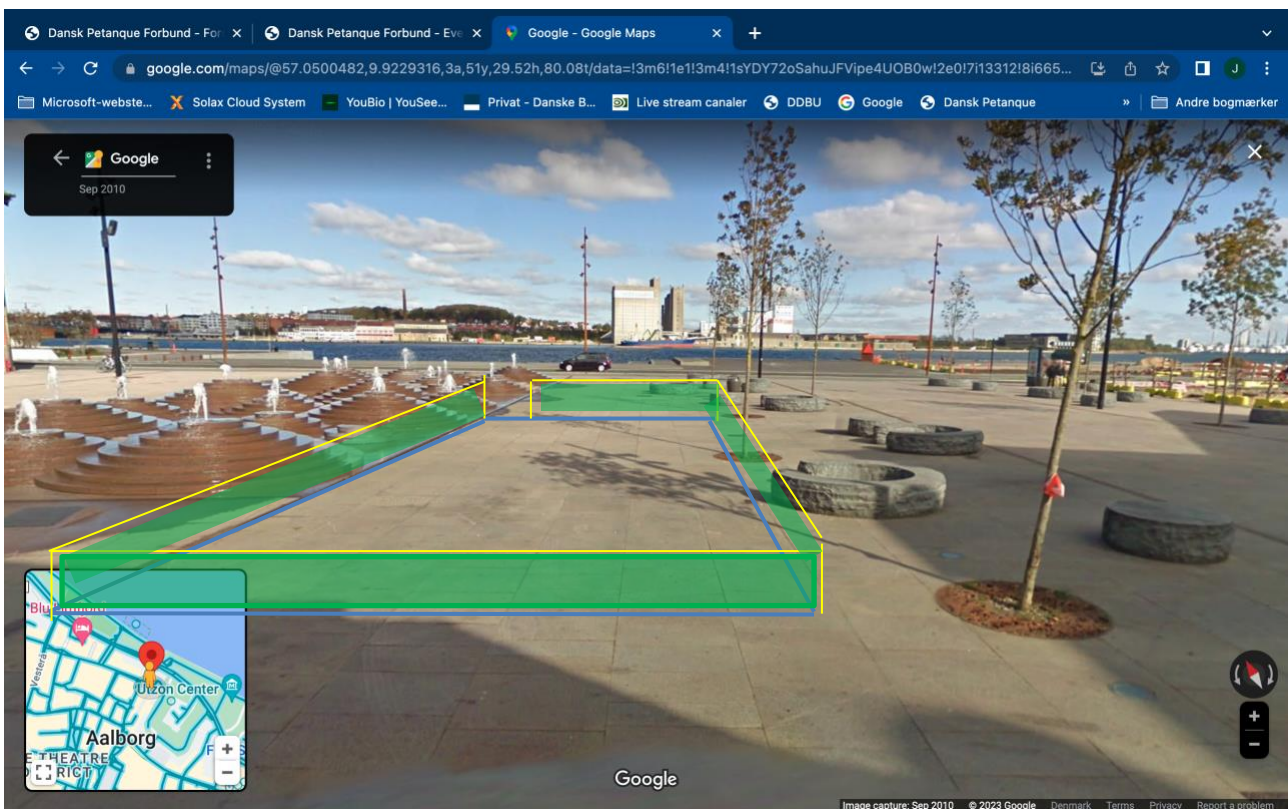 Dansk Petanque Forbund - For
Dansk Petanque Forbund - Eve
Google - Google Maps
google.com/maps/@57.0500482,9.9229316,3a,51y,29.52h,80.08t/data=!3m6!1e1!3m4!1sYDY72oSahuJFVipe4UOB0w!2e0!7i13312!8i665...
J
Microsoft-webste...
Solax Cloud System
YouBio | YouSee...
Privat - Danske B...
Live stream canaler
DDBU
Google
Dansk Petanque
»
Andre bogmærker
Google
Sep 2010
Vesterå
Utzon Center
Aalborg
E THEATRE
RICT
Google
Image capture: Sep 2010 © 2023 Google Denmark Terms Privacy Report a problem